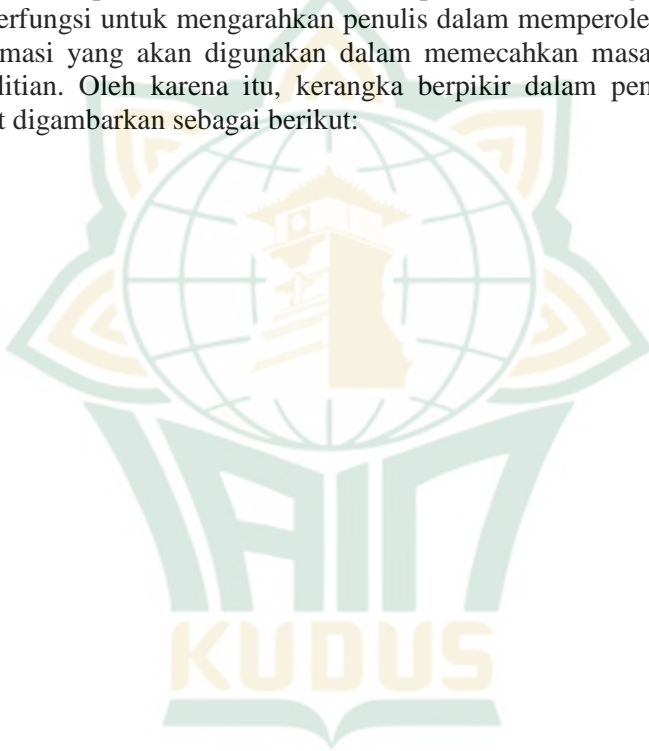 erfungsi untuk mengarahkan penulis dalam memperole
masi yang akan digunakan dalam memecahkan masa
litian. Oleh karena itu, kerangka berpikir dalam pen
t digambarkan sebagai berikut:
IAIN
KUDUS